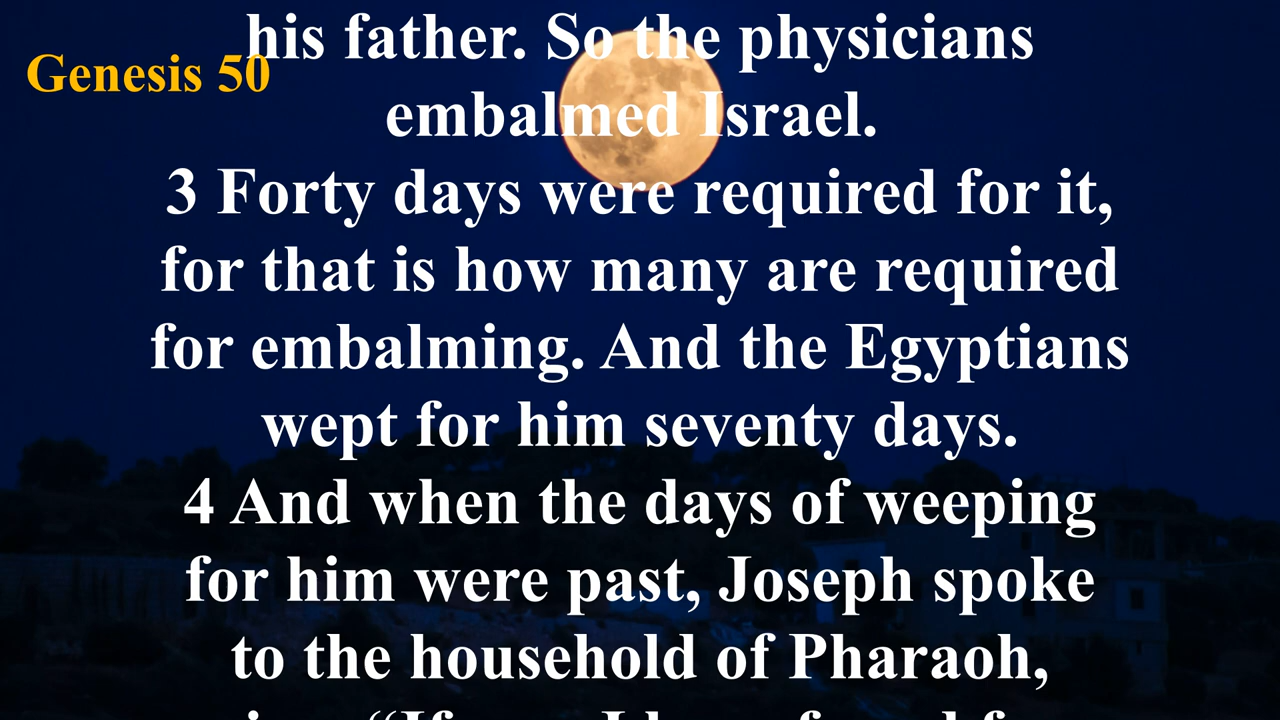 his father. So the physicians
Genesis 50
embalmed Israel.
3 Forty days were required for it,
for that is how many are required
for embalming. And the Egyptians
wept for him seventy days.
4 And when the days of weeping
for him were past, Joseph spoke
to the household of Pharaoh,